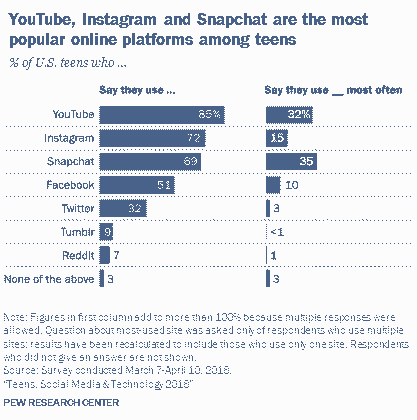 YouTube, Instagram and Snapchat are the most
popular online platforms among teens
% of U.S. teens who ...
Say they use ... Say they use __ most often
YouTube 85% 32%
Instagram 72 15
Snapchat 69 35
Facebook 51 10
Twitter 32 3
Tumblr 9 <1
Reddit 7 1
None of the above 3 3
Note: Figures in first column add to more than 100% because multiple responses were
allowed. Question about most-used site was asked only of respondents who use multiple
sites; results have been recalculated to include those who use only one site. Respondents
who did not give an answer are not shown.
Source: Survey conducted March 7-April 10, 2018.
"Teens, Social Media & Technology 2018"
PEW RESEARCH CENTER